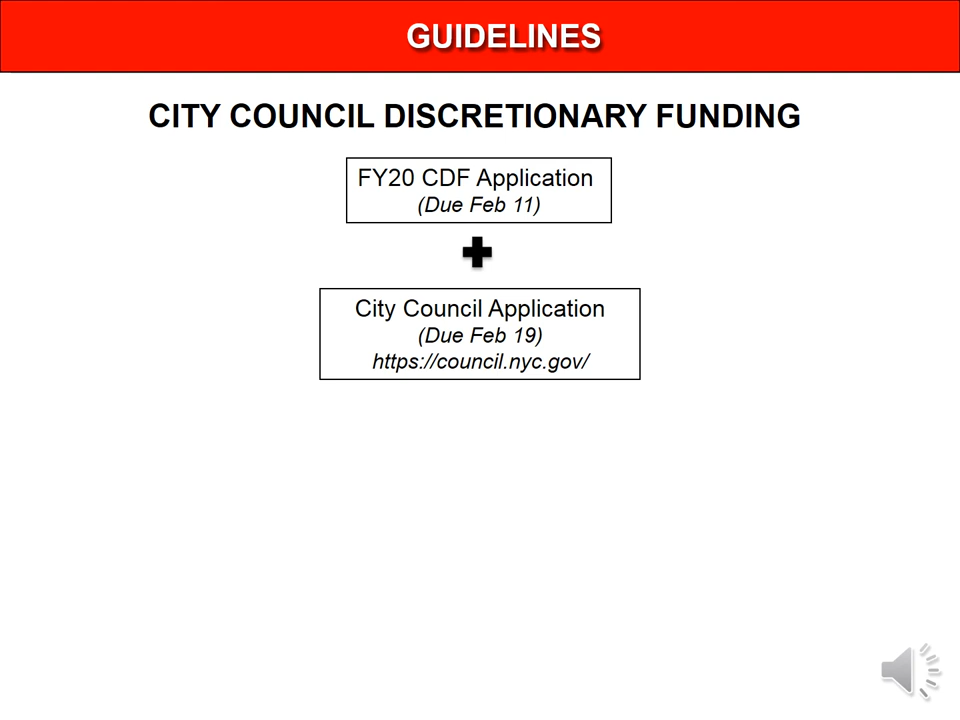 GUIDELINES
CITY COUNCIL DISCRETIONARY FUNDING
FY20 CDF Application
(Due Feb 11)
City Council Application
(Due Feb 19)
https://council.nyc.gov/